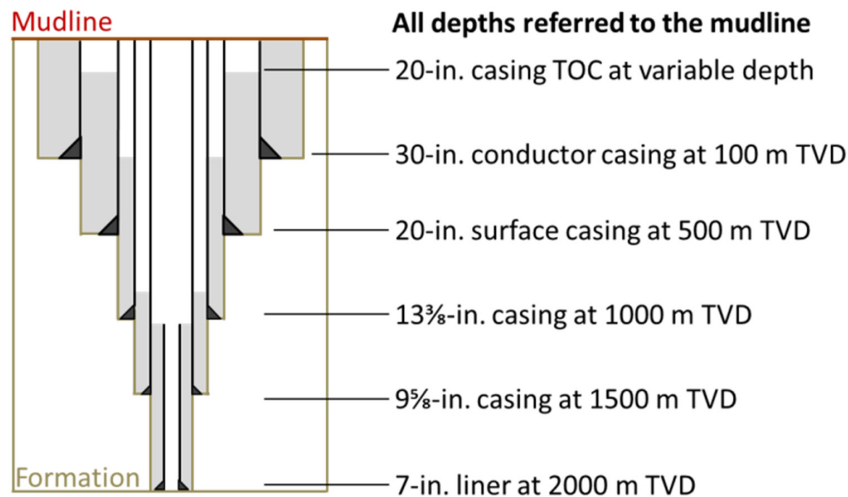 Mudline
All depths referred to the mudline
20-in. casing TOC at variable depth
30-in. conductor casing at 100 m TVD
20-in. surface casing at 500 m TVD
13⅜-in. casing at 1000 m TVD
9⅝-in. casing at 1500 m TVD
Formation
7-in. liner at 2000 m TVD